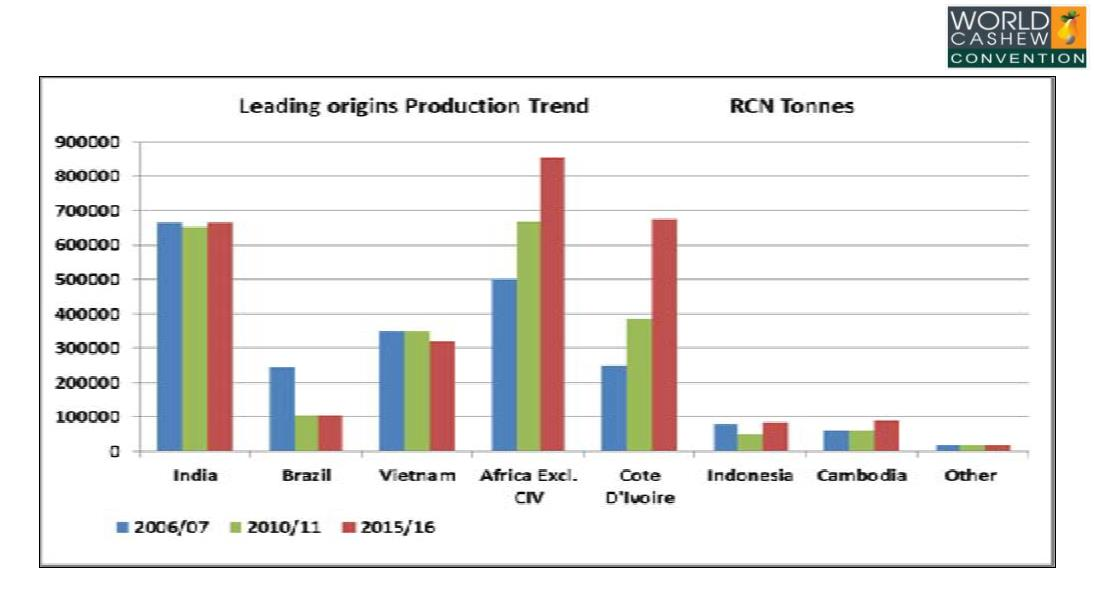 WORLD
CASHEW
CONVENTION
Leading origins Production Trend RCN Tonnes
900000
800000
700000
600000
500000
400000
300000
200000
100000
0
India Brazil Vietnam Africa Excl. CIV Cote D'Ivoire Indonesia Cambodia Other
2006/07 2010/11 2015/16